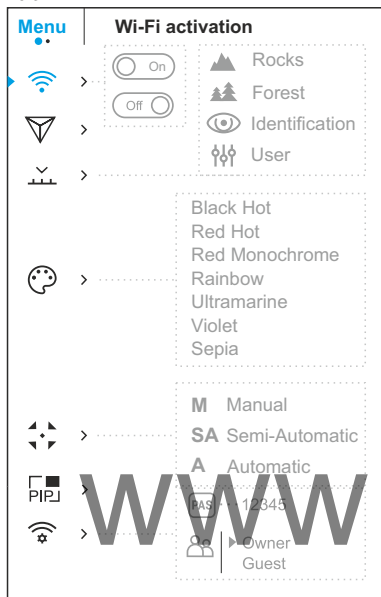 Menu
Wi-Fi activation
On
Off
Rocks
Forest
Identification
User
Black Hot
Red Hot
Red Monochrome
Rainbow
Ultramarine
Violet
Sepia
M Manual
SA Semi-Automatic
A Automatic
PIP
PAS 12345
Owner
Guest
WWW